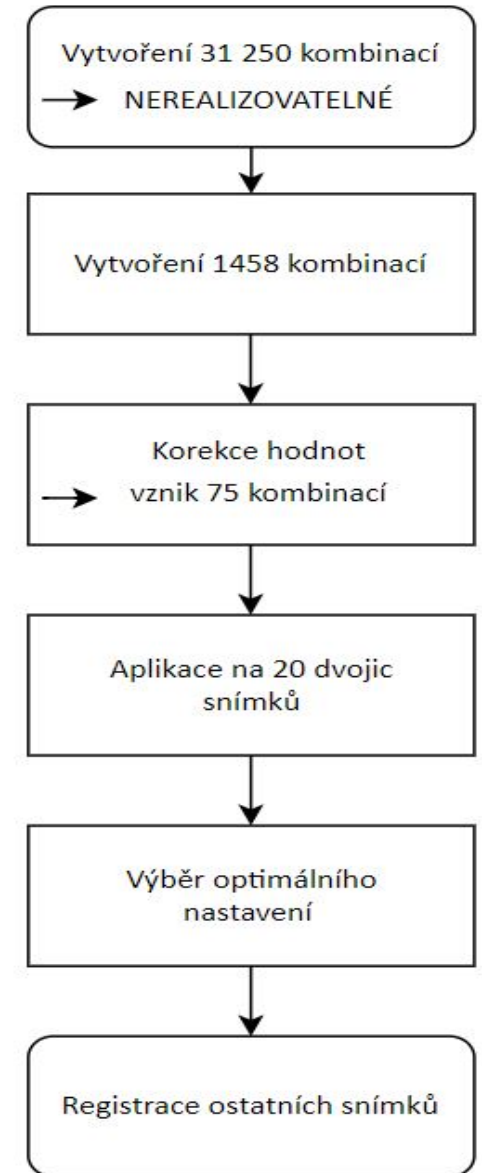 Vytvoření 31 250 kombinací
NEREALIZOVATELNÉ
Vytvoření 1458 kombinací
Korekce hodnot
vznik 75 kombinací
Aplikace na 20 dvojic
snímků
Výběr optimálního
nastavení
Registrace ostatních snímků